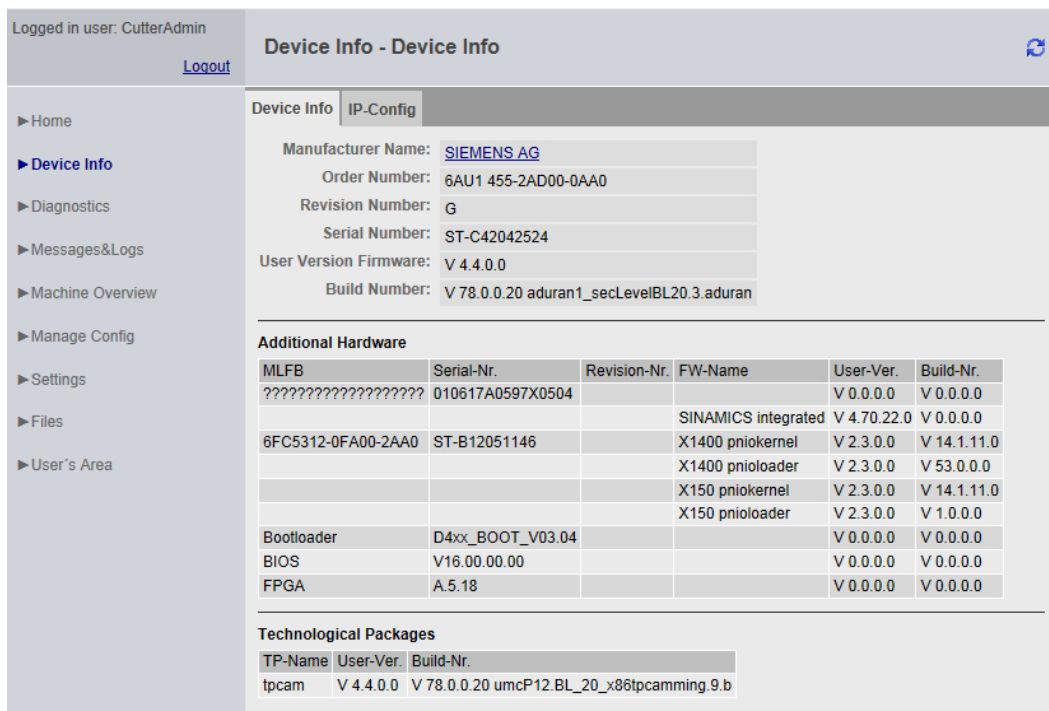 Logged in user: CutterAdmin
Logout
Device Info - Device Info
►Home
►Device Info
►Diagnostics
►Messages&Logs
►Machine Overview
►Manage Config
►Settings
►Files
►User´s Area
Device Info IP-Config
Manufacturer Name: SIEMENS AG
Order Number: 6AU1 455-2AD00-0AA0
Revision Number: G
Serial Number: ST-C42042524
User Version Firmware: V 4.4.0.0
Build Number: V 78.0.0.20 aduran1_secLevelBL20.3.aduran
Additional Hardware
MLFB Serial-Nr. Revision-Nr. FW-Name User-Ver. Build-Nr.
??????????????????? 010617A0597X0504 V 0.0.0.0 V 0.0.0.0
SINAMICS integrated V 4.70.22.0 V 0.0.0.0
6FC5312-0FA00-2AA0 ST-B12051146 X1400 pniokernel V 2.3.0.0 V 14.1.11.0
X1400 pnioloader V 2.3.0.0 V 53.0.0.0
X150 pniokernel V 2.3.0.0 V 14.1.11.0
X150 pnioloader V 2.3.0.0 V 1.0.0.0
Bootloader D4xx_BOOT_V03.04 V 0.0.0.0 V 0.0.0.0
BIOS V16.00.00.00 V 0.0.0.0 V 0.0.0.0
FPGA A.5.18 V 0.0.0.0 V 0.0.0.0
Technological Packages
TP-Name User-Ver. Build-Nr.
tpcam V 4.4.0.0 V 78.0.0.20 umcP12.BL_20_x86tpcamming.9.b